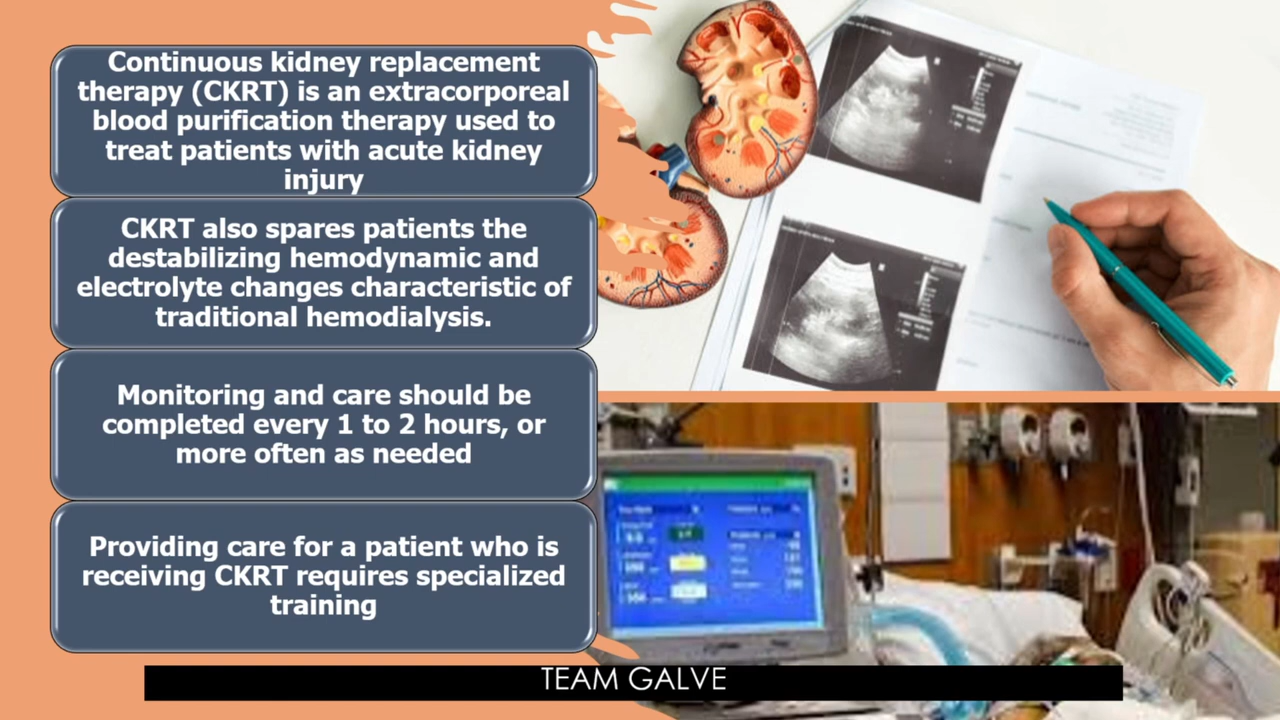 Continuous kidney replacement
therapy (CKRT) is an extracorporeal
blood purification therapy used to
treat patients with acute kidney
injury
CKRT also spares patients the
destabilizing hemodynamic and
electrolyte changes characteristic of
traditional hemodialysis.
Monitoring and care should be
completed every 1 to 2 hours, or
more often as needed
Providing care for a patient who is
receiving CKRT requires specialized
training
TEAM GALVE